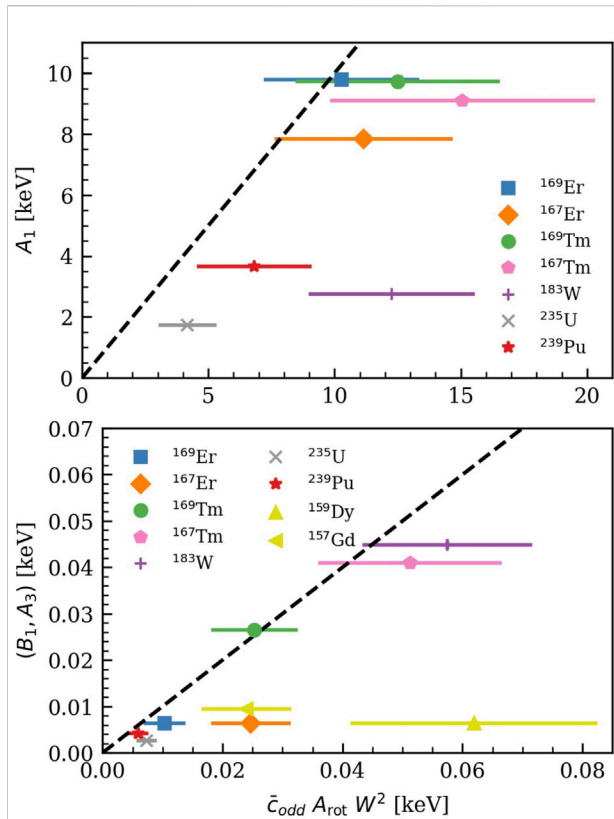 10
8
6
4
2
0
A₁ [keV]
¹⁶⁹Er
¹⁶⁷Er
¹⁶⁹Tm
¹⁶⁷Tm
¹⁸³W
²³⁵U
²³⁹Pu
0 5 10 15 20
0.07
0.06
0.05
0.04
0.03
0.02
0.01
0.00
(B₁, A₃) [keV]
¹⁶⁹Er ²³⁵U
¹⁶⁷Er ²³⁹Pu
¹⁶⁹Tm ¹⁵⁹Dy
¹⁶⁷Tm ¹⁵⁷Gd
¹⁸³W
0.00 0.02 0.04 0.06 0.08
c̄_odd A_rot W² [keV]